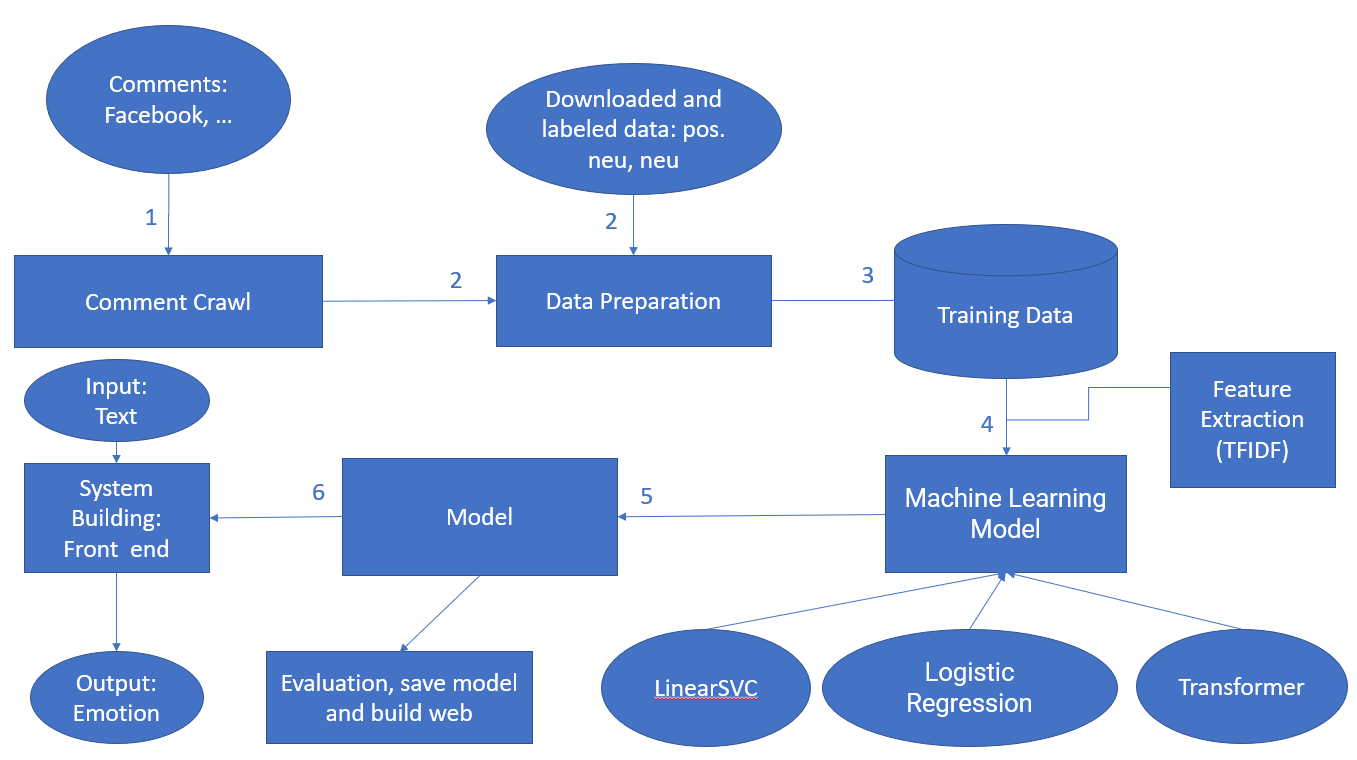 Comments:
Facebook, ...
Downloaded and
labeled data: pos.
neu, neu
1
2
Comment Crawl
2
Data Preparation
3
Training Data
Input:
Text
Feature
Extraction
(TFIDF)
4
System
Building:
Front  end
6
Model
5
Machine Learning
Model
Output:
Emotion
Evaluation, save model
and build web
LinearSVC
Logistic
Regression
Transformer